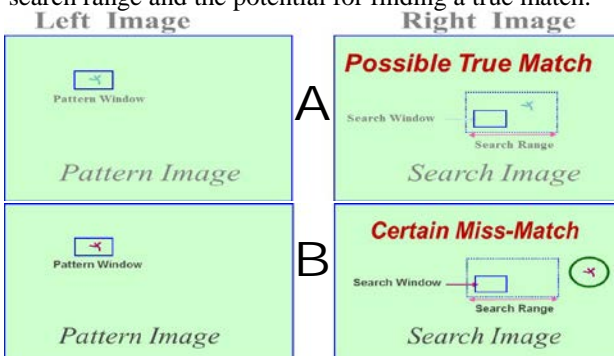 search range and the potential for finding a true match.
Left Image
Right Image
Pattern Window
Pattern Image
A
Possible True Match
Search Window
Search Range
Search Image
Pattern Window
Pattern Image
B
Certain Miss-Match
Search Window
Search Range
Search Image